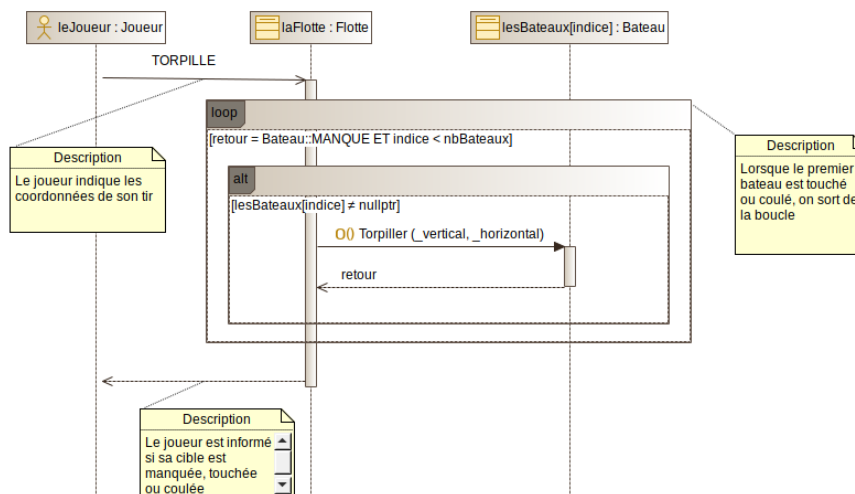 leJoueur : Joueur
laFlotte : Flotte
lesBateaux[indice] : Bateau
TORPILLE
loop
[retour = Bateau::MANQUE ET indice < nbBateaux]
Description
Le joueur indique les
coordonnées de son tir
Description
Lorsque le premier
bateau est touché
ou coulé, on sort de
la boucle
alt
[lesBateaux[indice] ≠ nullptr]
O() Torpiller (_vertical, _horizontal)
retour
Description
Le joueur est informé
si sa cible est
manquée, touchée
ou coulée